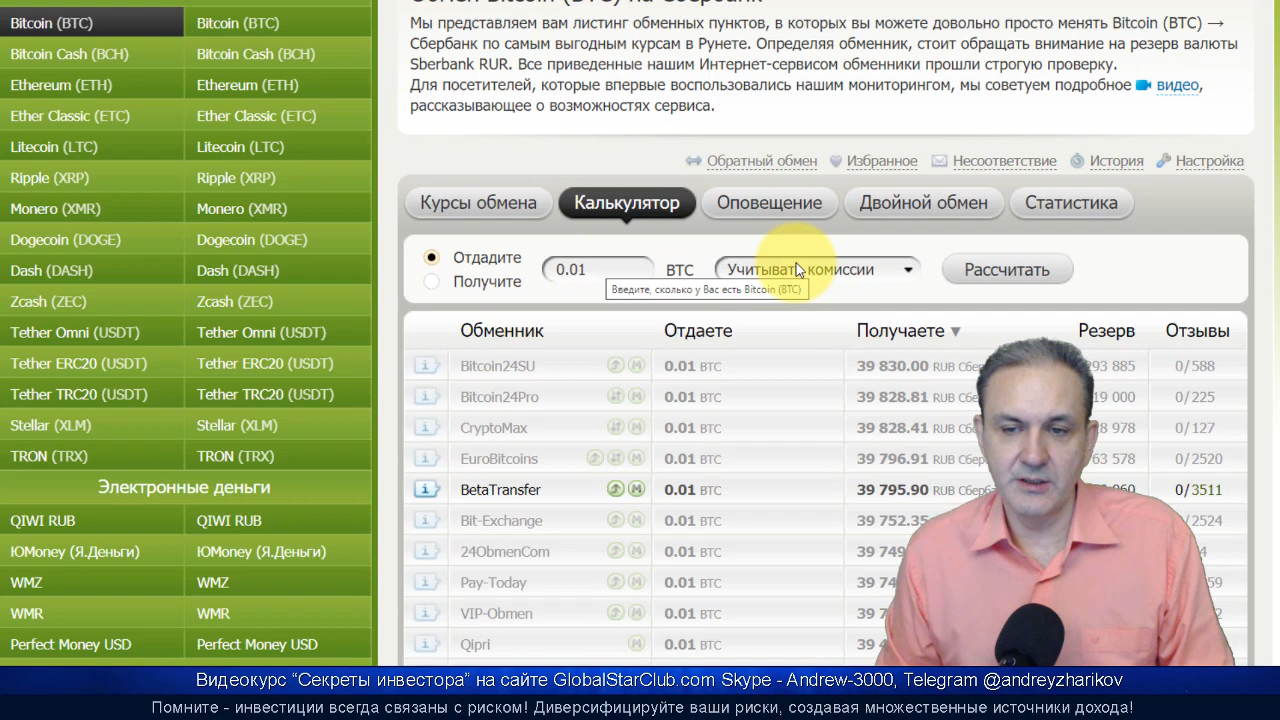 Обмен Bitcoin (BTC) на Сбербанк
Мы представляем вам листинг обменных пунктов, в которых вы можете довольно просто менять Bitcoin (BTC) →
Сбербанк по самым выгодным курсам в Рунете. Определяя обменник, стоит обращать внимание на резерв валюты
Sberbank RUR. Все приведенные нашим Интернет-сервисом обменники прошли строгую проверку.
Для посетителей, которые впервые воспользовались нашим мониторингом, мы советуем подробное видео,
рассказывающее о возможностях сервиса.
Bitcoin (BTC) Bitcoin (BTC)
Bitcoin Cash (BCH) Bitcoin Cash (BCH)
Ethereum (ETH) Ethereum (ETH)
Ether Classic (ETC) Ether Classic (ETC)
Litecoin (LTC) Litecoin (LTC)
Ripple (XRP) Ripple (XRP)
Monero (XMR) Monero (XMR)
Dogecoin (DOGE) Dogecoin (DOGE)
Dash (DASH) Dash (DASH)
Zcash (ZEC) Zcash (ZEC)
Tether Omni (USDT) Tether Omni (USDT)
Tether ERC20 (USDT) Tether ERC20 (USDT)
Tether TRC20 (USDT) Tether TRC20 (USDT)
Stellar (XLM) Stellar (XLM)
TRON (TRX) TRON (TRX)
Электронные деньги
QIWI RUB QIWI RUB
ЮMoney (Я.Деньги) ЮMoney (Я.Деньги)
WMZ WMZ
WMR WMR
Perfect Money USD Perfect Money USD
Обратный обмен Избранное Несоответствие История Настройка
Курсы обмена Калькулятор Оповещение Двойной обмен Статистика
Отдадите
Получите
0.01 BTC Учитывать комиссии Рассчитать
Введите, сколько у Вас есть Bitcoin (BTC)
Обменник Отдаете Получаете Резерв Отзывы
Bitcoin24SU 0.01 BTC 39 830.00 RUB 293 885 0/588
Bitcoin24Pro 0.01 BTC 39 828.81 RUB 0/225
CryptoMax 0.01 BTC 39 828.41 RUB 0/127
EuroBitcoins 0.01 BTC 39 796.91 RUB 0/2520
BetaTransfer 0.01 BTC 39 795.90 RUB 0/3511
Bit-Exchange 0.01 BTC 39 752.35
24ObmenCom 0.01 BTC
Pay-Today 0.01 BTC
VIP-Obmen 0.01 BTC
Qipri 0.01 BTC
Видеокурс “Секреты инвестора” на сайте GlobalStarClub.com Skype - Andrew-3000, Telegram @andreyzharikov
Помните - инвестиции всегда связаны с риском! Диверсифицируйте ваши риски, создавая множественные источники дохода!